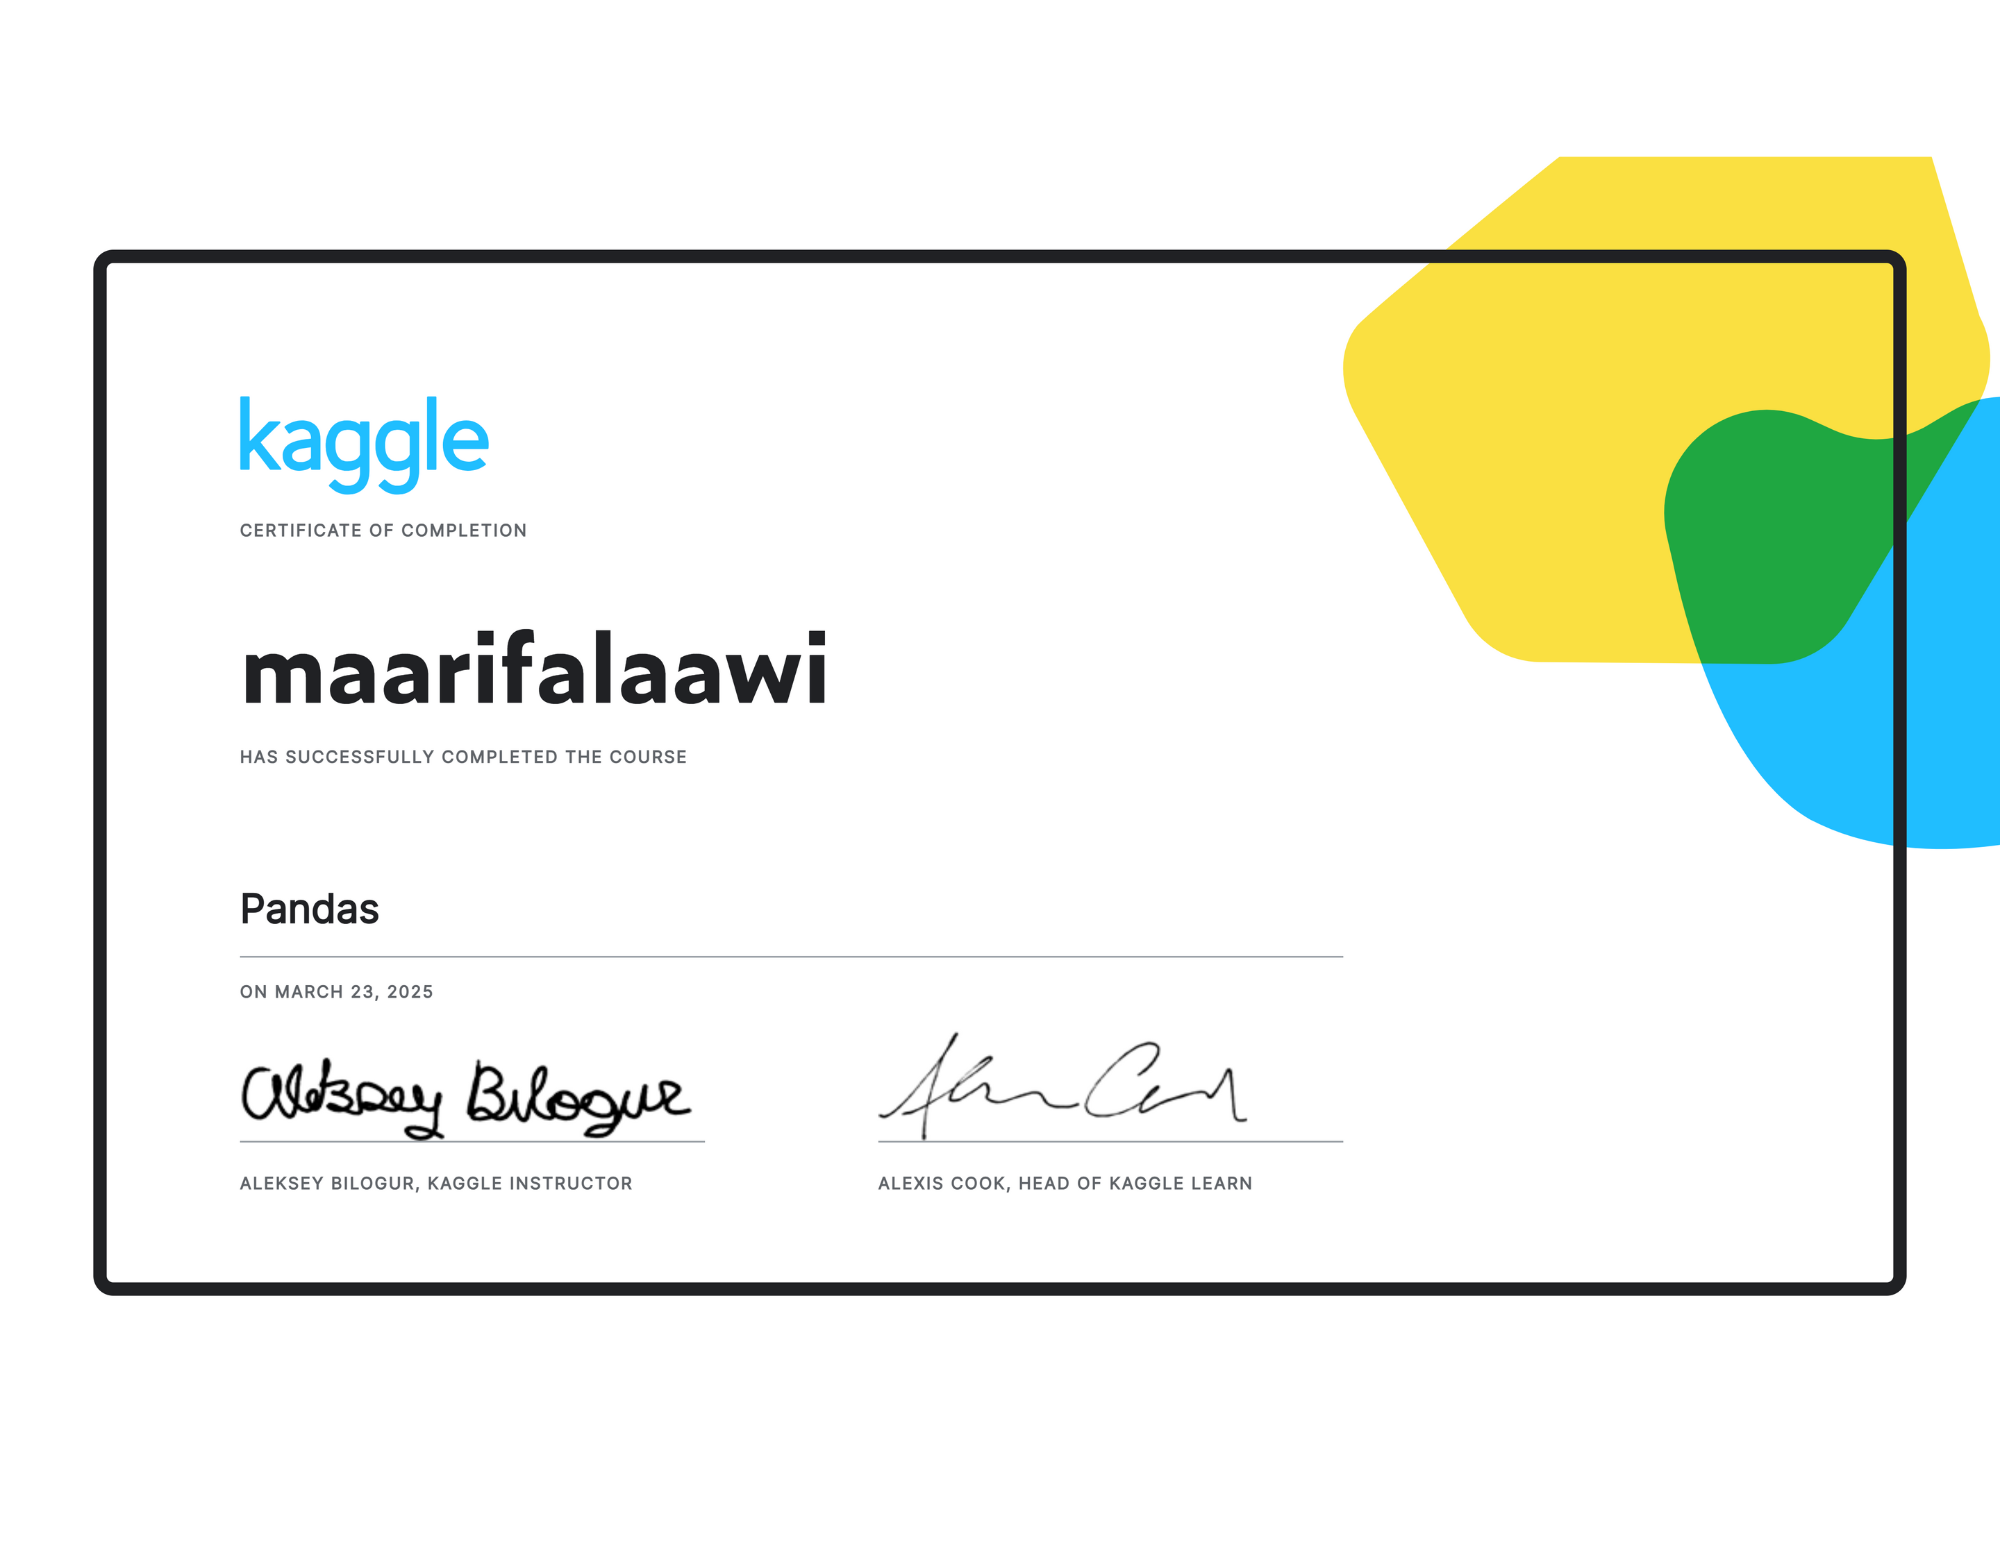 kaggle
CERTIFICATE OF COMPLETION
maarifalaawi
HAS SUCCESSFULLY COMPLETED THE COURSE
Pandas
ON MARCH 23, 2025
Aleksey Bilogur
ALEKSEY BILOGUR, KAGGLE INSTRUCTOR
ALEXIS COOK, HEAD OF KAGGLE LEARN